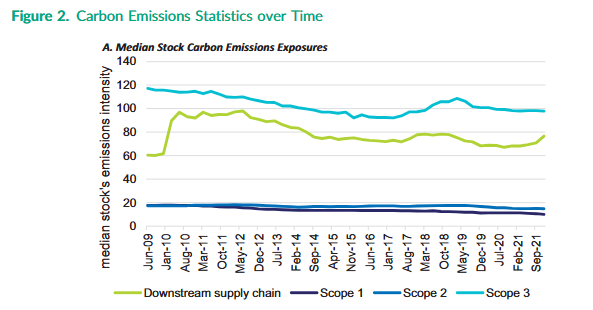 Figure 2. Carbon Emissions Statistics over Time
A. Median Stock Carbon Emissions Exposures
median stock's emissions intensity
140
120
100
80
60
40
20
0
Jun-09
Jan-10
Aug-10
Mar-11
Oct-11
May-12
Dec-12
Jul-13
Feb-14
Sep-14
Apr-15
Nov-15
Jun-16
Jan-17
Aug-17
Mar-18
Oct-18
May-19
Dec-19
Jul-20
Feb-21
Sep-21
Downstream supply chain
Scope 1
Scope 2
Scope 3